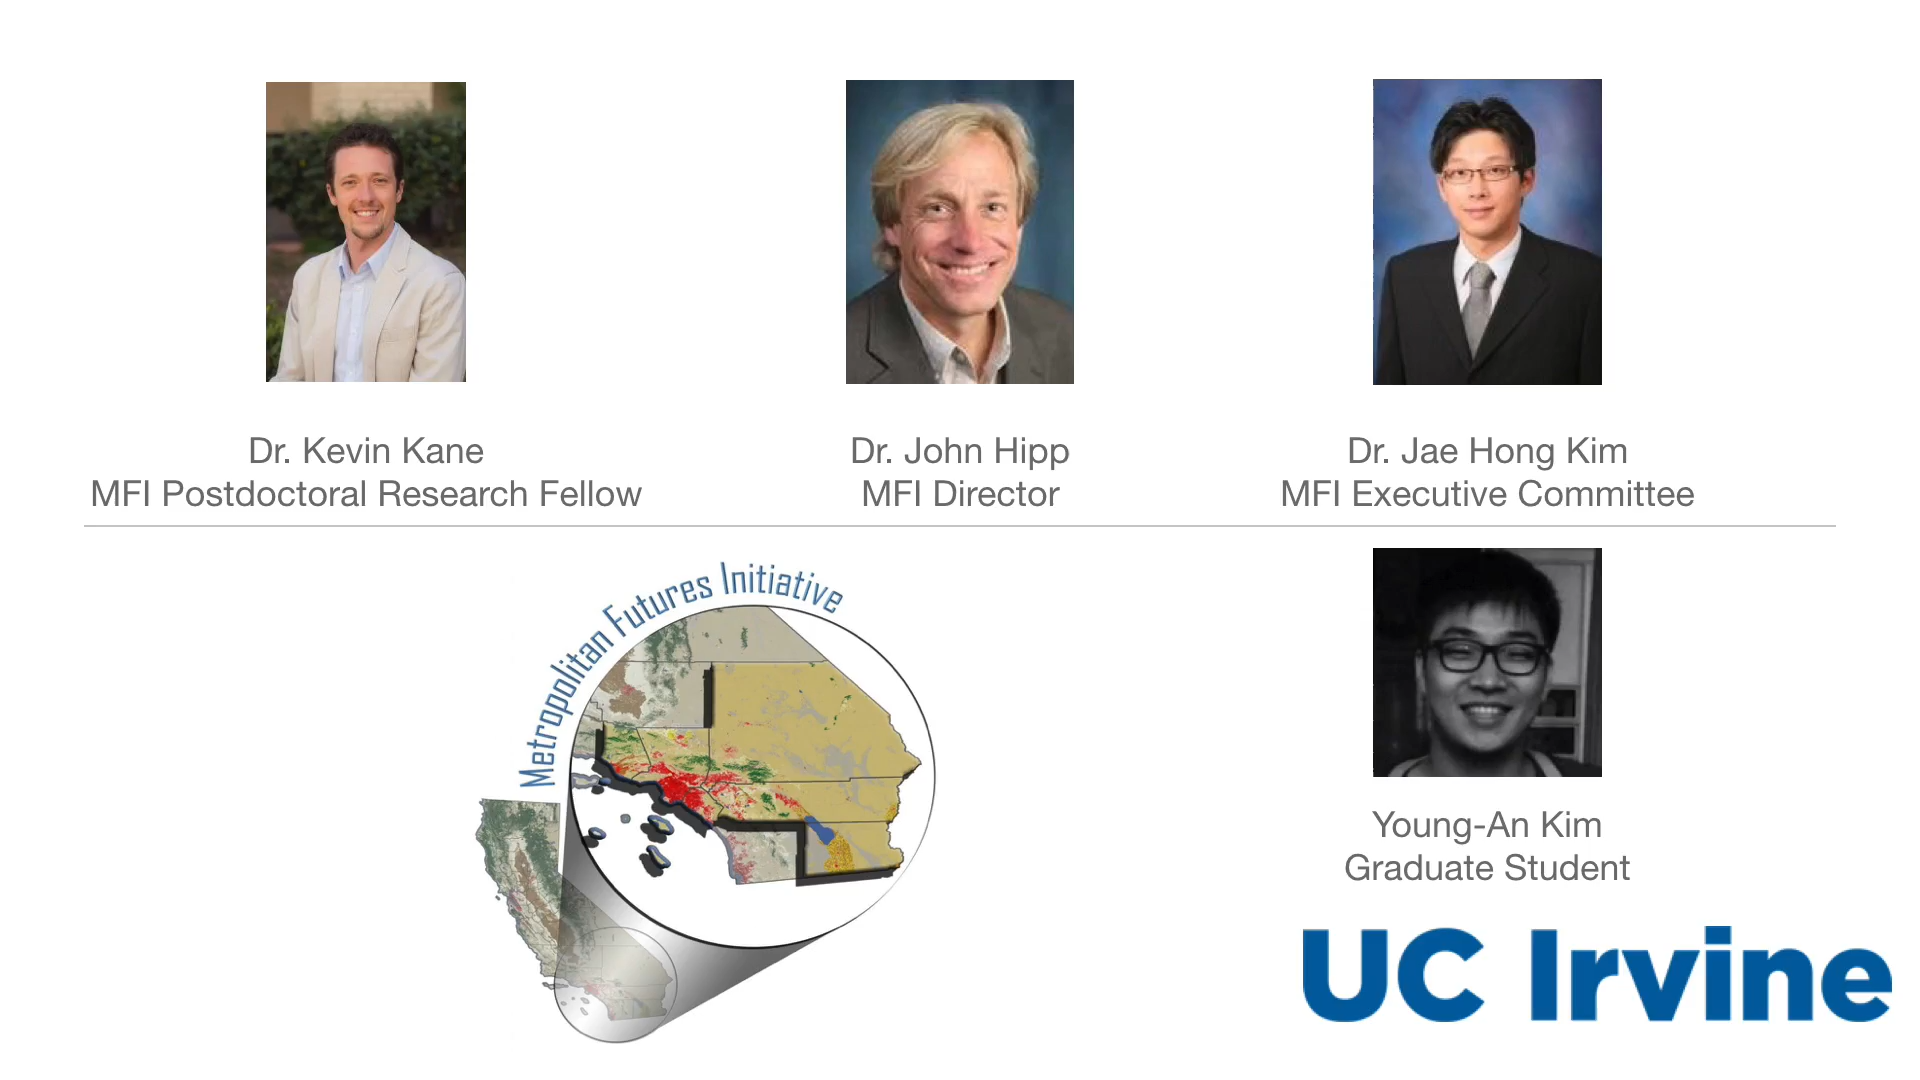 Dr. Kevin Kane
MFI Postdoctoral Research Fellow
Dr. John Hipp
MFI Director
Dr. Jae Hong Kim
MFI Executive Committee
Metropolitan Futures Initiative
Young-An Kim
Graduate Student
UC Irvine